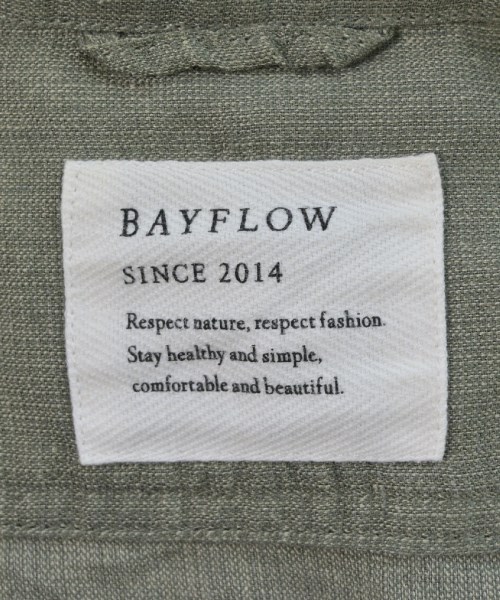 BAYFLOW
SINCE 2014
Respect nature, respect fashion.
Stay healthy and simple,
comfortable and beautiful.